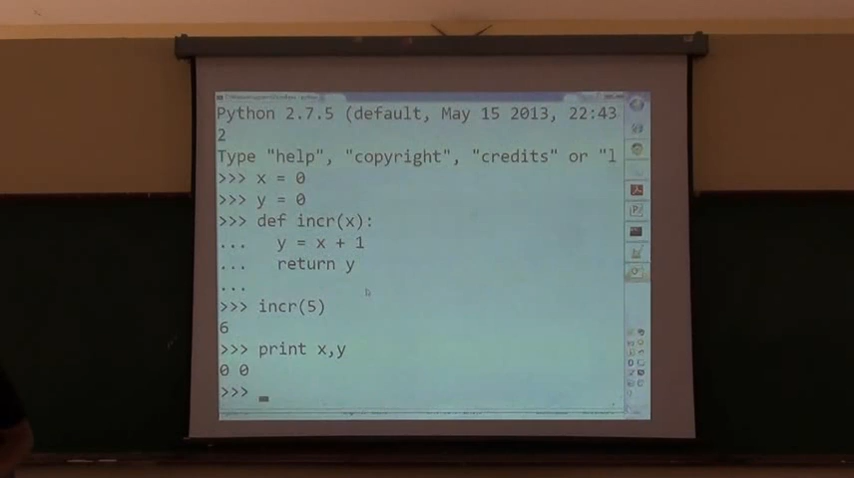 Python 2.7.5 (default, May 15 2013, 22:43
2
Type "help", "copyright", "credits" or "l
>>> x = 0
>>> y = 0
>>> def incr(x):
...   y = x + 1
...   return y
...
>>> incr(5)
6
>>> print x,y
0 0
>>>